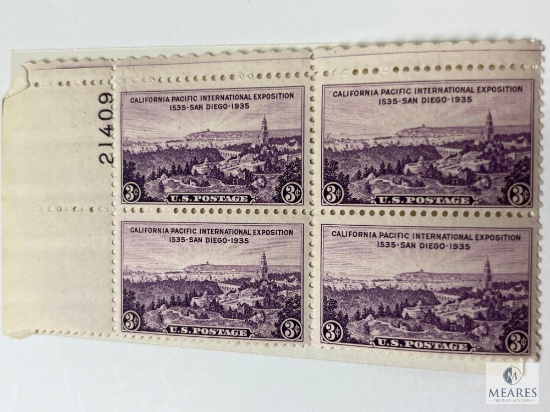 21409
CALIFORNIA PACIFIC INTERNATIONAL EXPOSITION
1535-SAN DIEGO-1935
3¢ U.S. POSTAGE 3¢
CALIFORNIA PACIFIC INTERNATIONAL EXPOSITION
1535-SAN DIEGO-1935
3¢ U.S. POSTAGE 3¢
CALIFORNIA PACIFIC INTERNATIONAL EXPOSITION
1535-SAN DIEGO-1935
3¢ U.S. POSTAGE 3¢
CALIFORNIA PACIFIC INTERNATIONAL EXPOSITION
1535-SAN DIEGO-1935
3¢ U.S. POSTAGE 3¢
M
MEARES